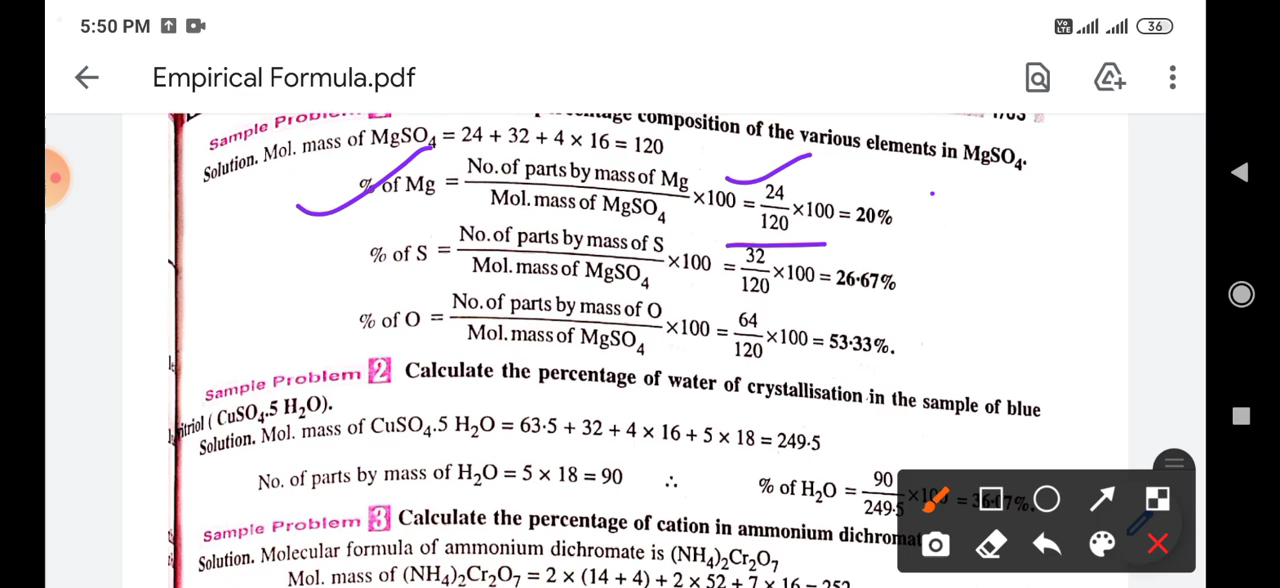 5:50 PM
36
Empirical Formula.pdf
Sample composition of the various elements in MgSO₄.
Solution. Mol. mass of MgSO₄ = 24 + 32 + 4 × 16 = 120
% of Mg = No. of parts by mass of Mg / Mol. mass of MgSO₄ ×100 = 24/120 ×100 = 20%
% of S = No. of parts by mass of S / Mol. mass of MgSO₄ ×100 = 32/120 ×100 = 26·67%
% of O = No. of parts by mass of O / Mol. mass of MgSO₄ ×100 = 64/120 ×100 = 53·33%.
Sample Problem 2 Calculate the percentage of water of crystallisation in the sample of blue
vitriol (CuSO₄.5 H₂O).
Solution. Mol. mass of CuSO₄.5 H₂O = 63·5 + 32 + 4 × 16 + 5 × 18 = 249·5
No. of parts by mass of H₂O = 5 × 18 = 90 ∴ % of H₂O = 90/249·5
Sample Problem 3 Calculate the percentage of cation in ammonium
Solution. Molecular formula of ammonium dichromate is (NH₄)₂Cr₂O₇
Mol. mass of (NH₄)₂Cr₂O₇ = 2 × (14 + 4) + 2 × 52 + 7 × 16 = 252